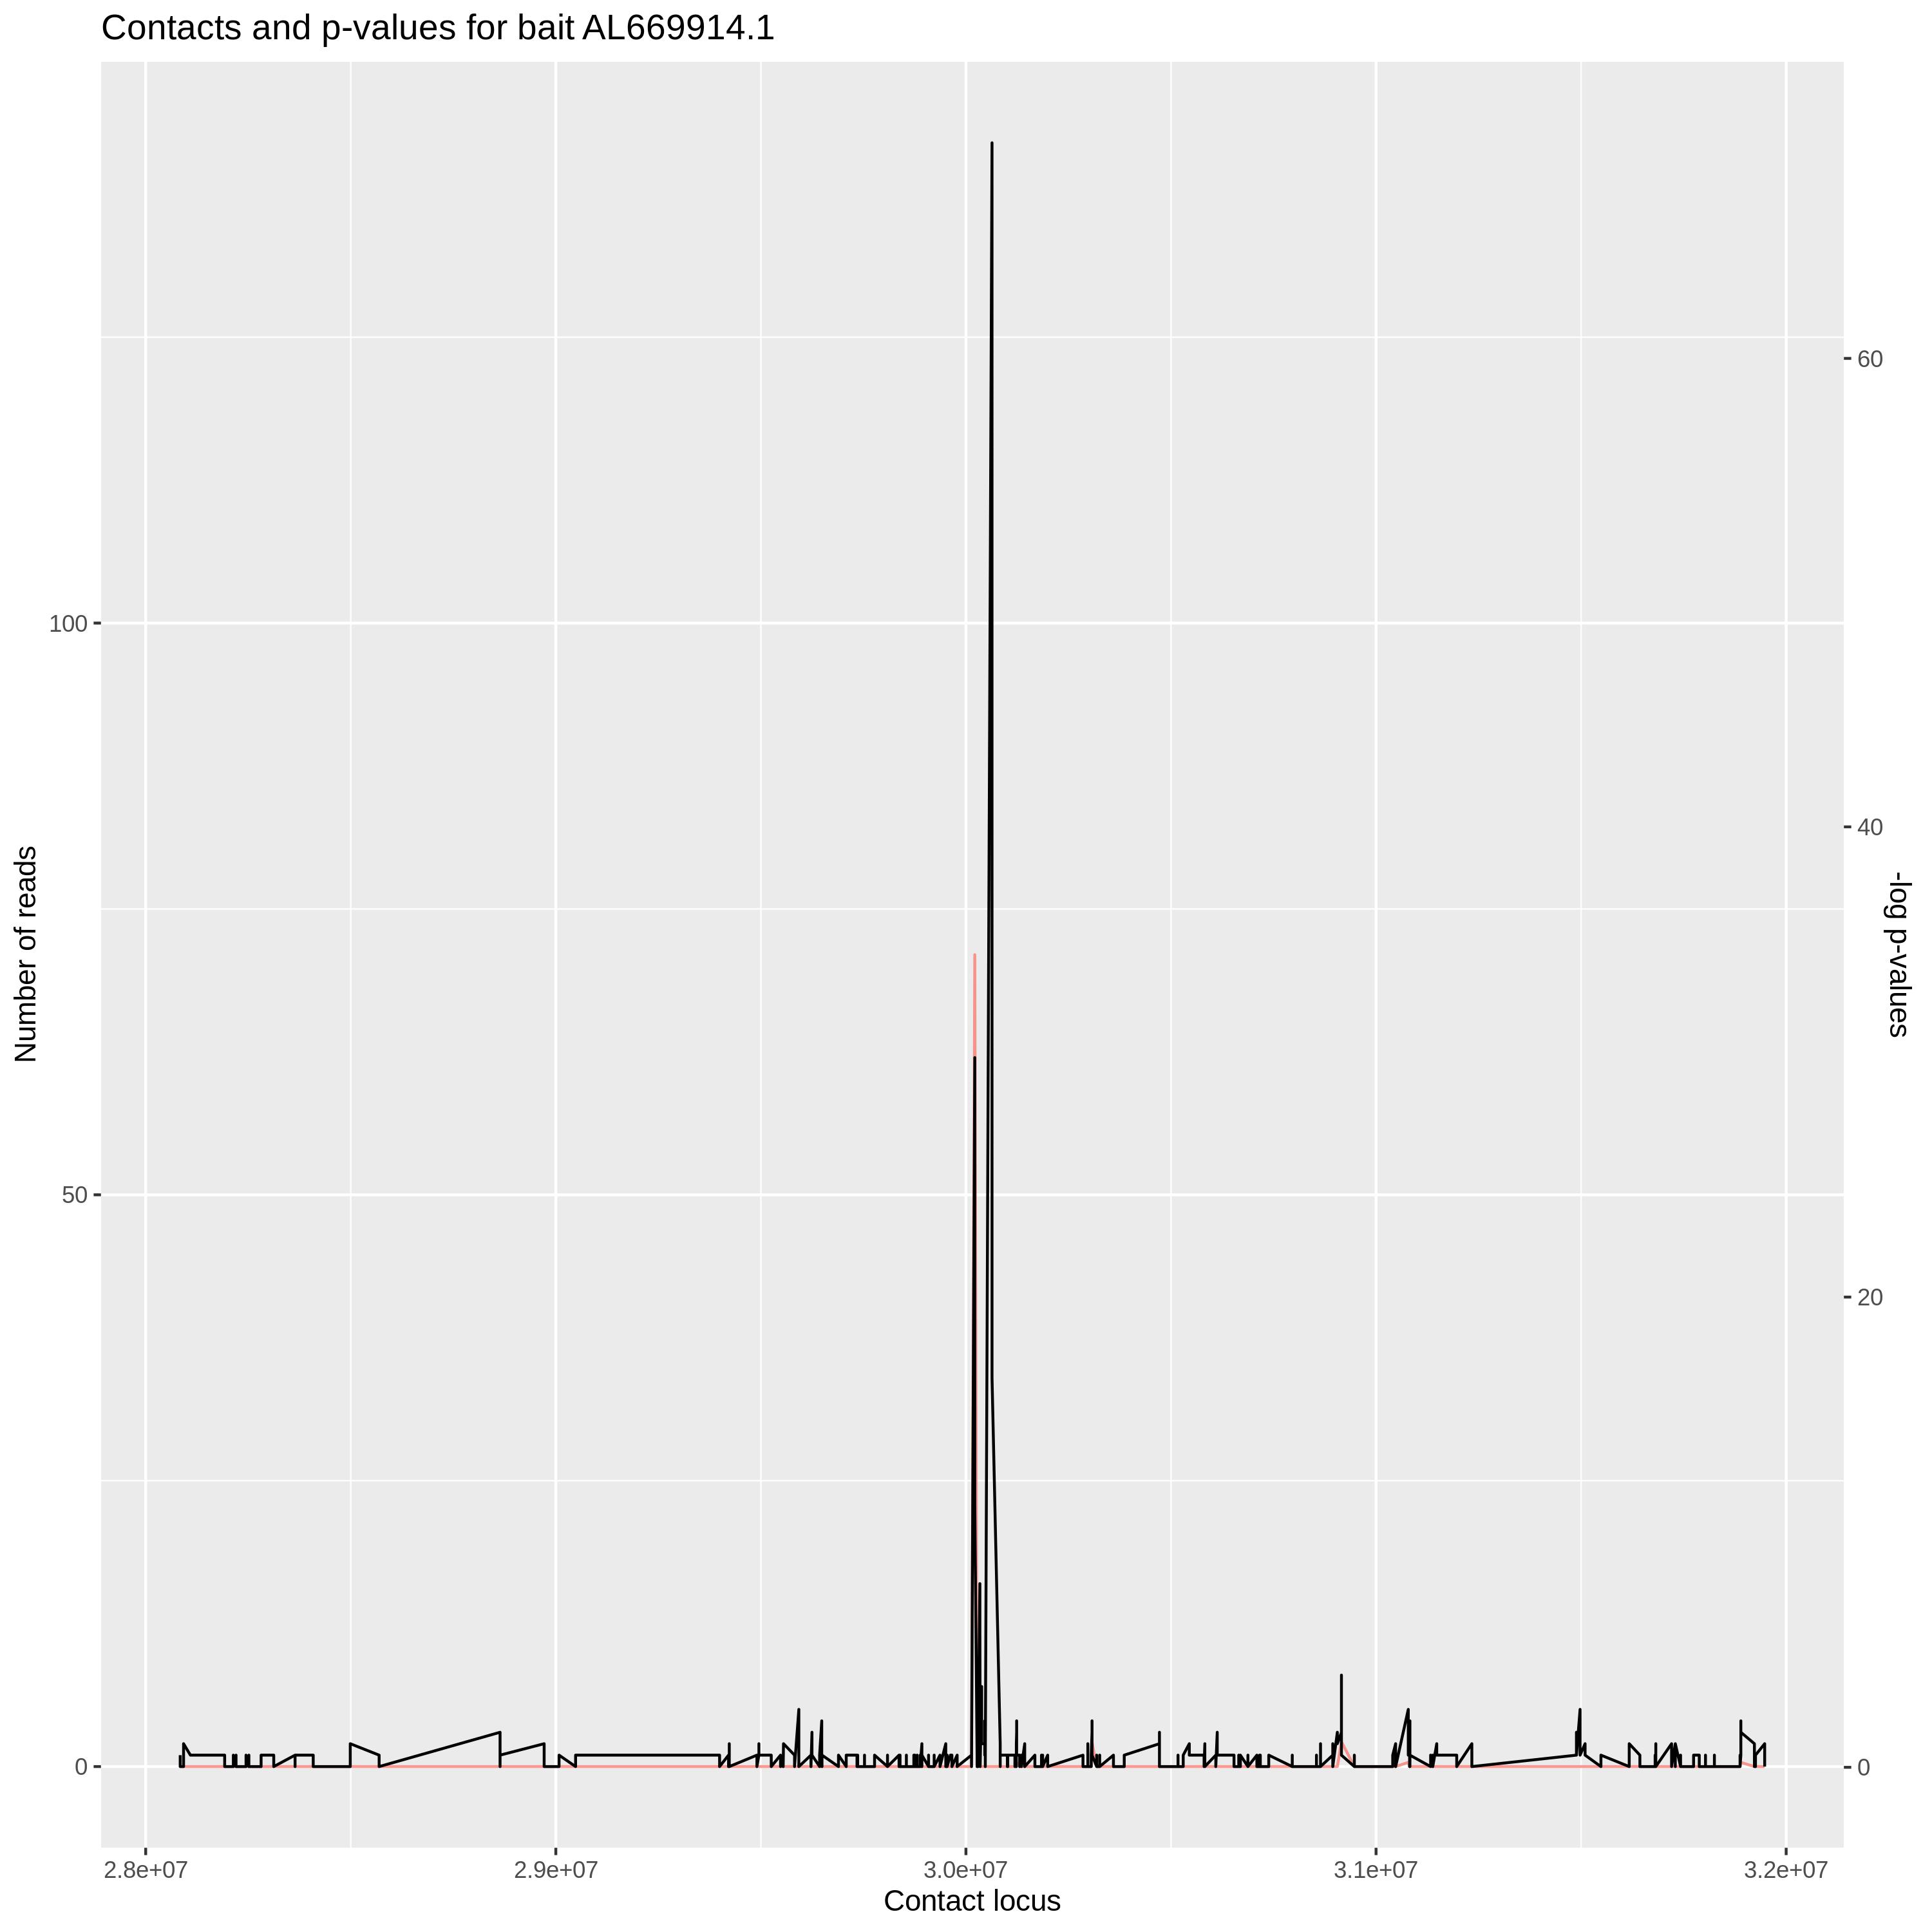 Contacts and p-values for bait AL669914.1
Number of reads
100
50
0
60
40
20
0
-log p-values
2.8e+07 2.9e+07 3.0e+07 3.1e+07 3.2e+07
Contact locus